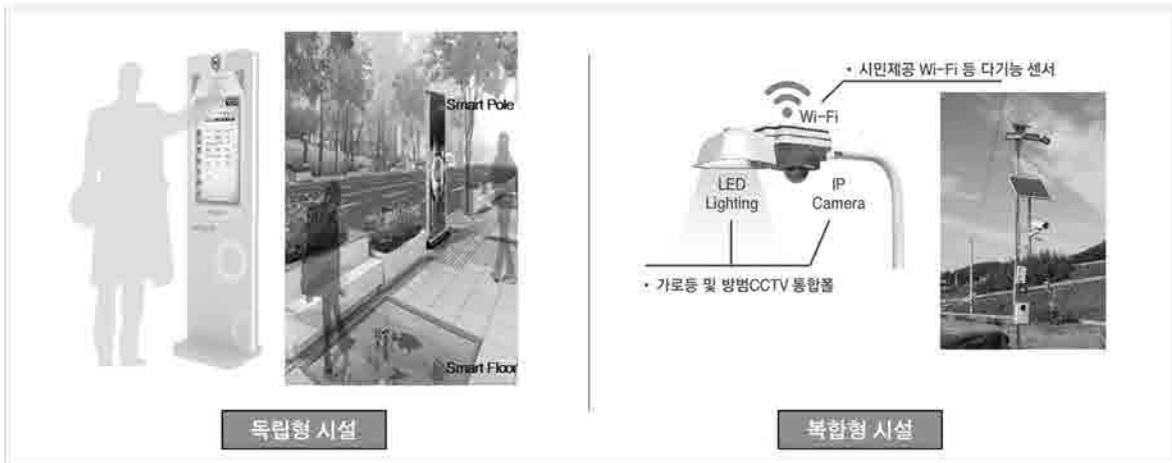 Smart Pole
Smart Floor
독립형 시설
• 시민제공 Wi-Fi 등 다기능 센서
Wi-Fi
LED
Lighting
IP
Camera
• 가로등 및 방범CCTV 통합폴
복합형 시설